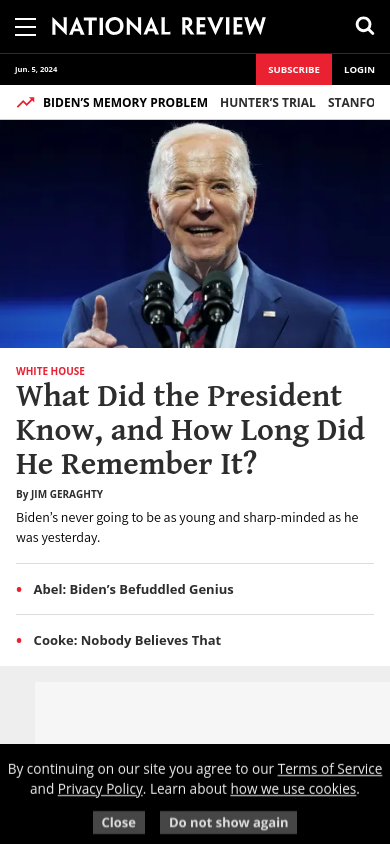 NATIONAL REVIEW
Jun. 5, 2024
SUBSCRIBE
LOGIN
BIDEN'S MEMORY PROBLEM HUNTER'S TRIAL STANFO
WHITE HOUSE
What Did the President
Know, and How Long Did
He Remember It?
By JIM GERAGHTY
Biden’s never going to be as young and sharp-minded as he
was yesterday.
• Abel: Biden’s Befuddled Genius
• Cooke: Nobody Believes That
By continuing on our site you agree to our Terms of Service
and Privacy Policy. Learn about how we use cookies.
Close Do not show again